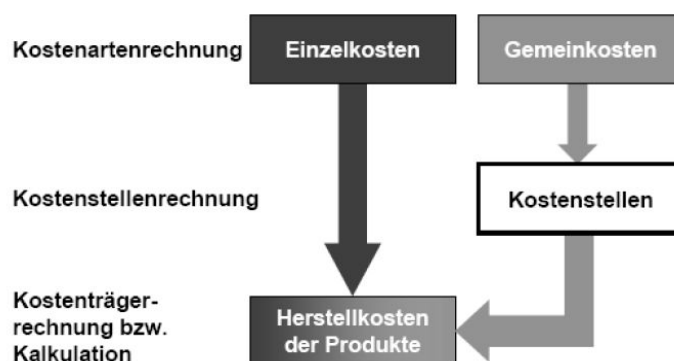 Kostenartenrechnung
Einzelkosten
Gemeinkosten
Kostenstellenrechnung
Kostenstellen
Kostenträger-
rechnung bzw.
Kalkulation
Herstellkosten
der Produkte